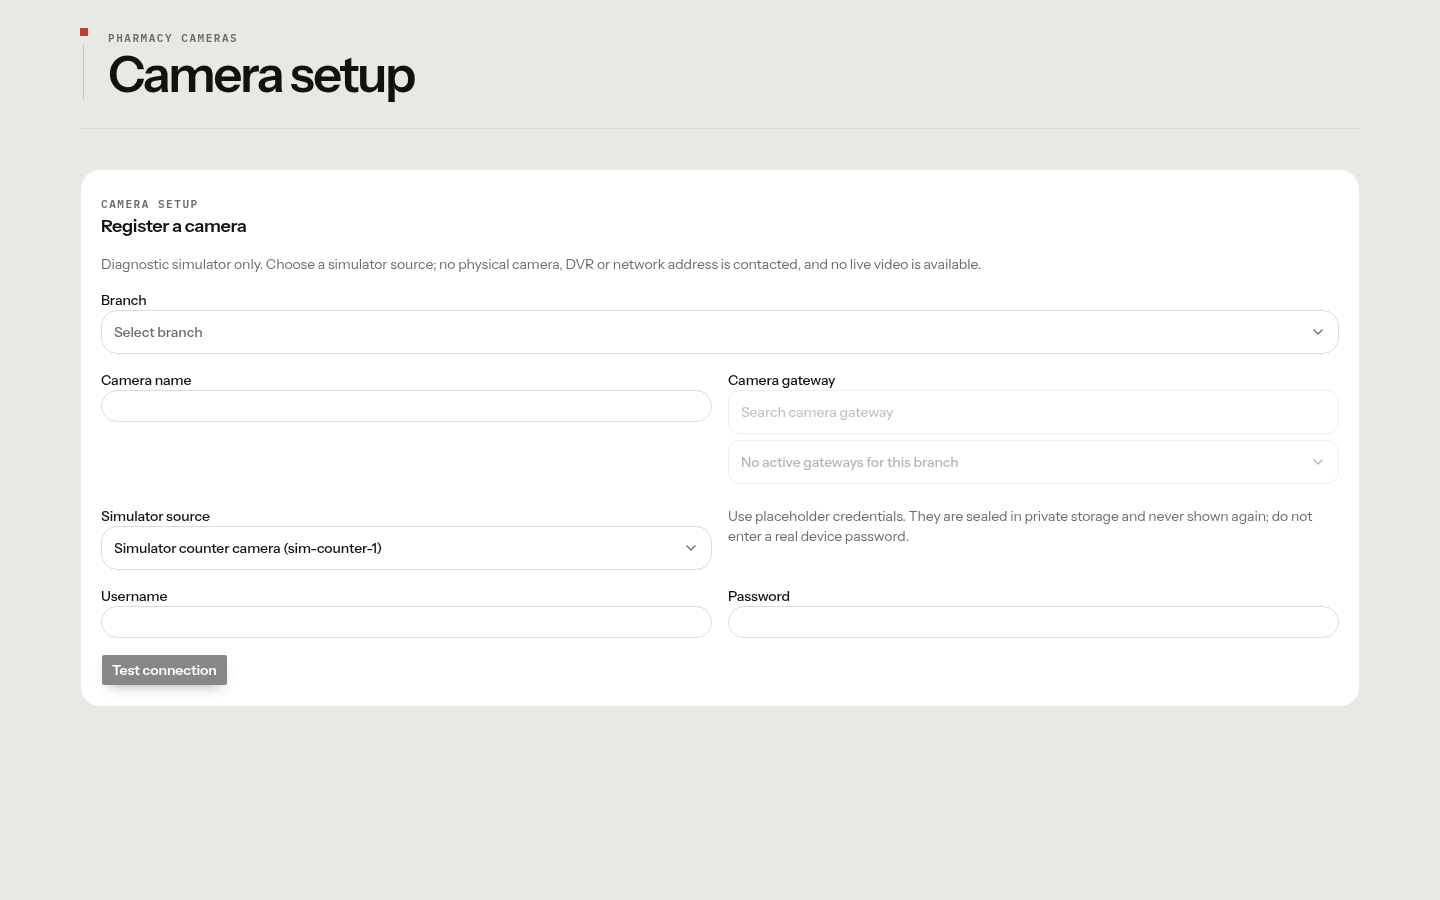 PHARMACY CAMERAS
Camera setup
CAMERA SETUP
Register a camera
Diagnostic simulator only. Choose a simulator source; no physical camera, DVR or network address is contacted, and no live video is available.
Branch
Select branch
Camera name
Camera gateway
Search camera gateway
No active gateways for this branch
Simulator source
Simulator counter camera (sim-counter-1)
Use placeholder credentials. They are sealed in private storage and never shown again; do not
enter a real device password.
Username
Password
Test connection